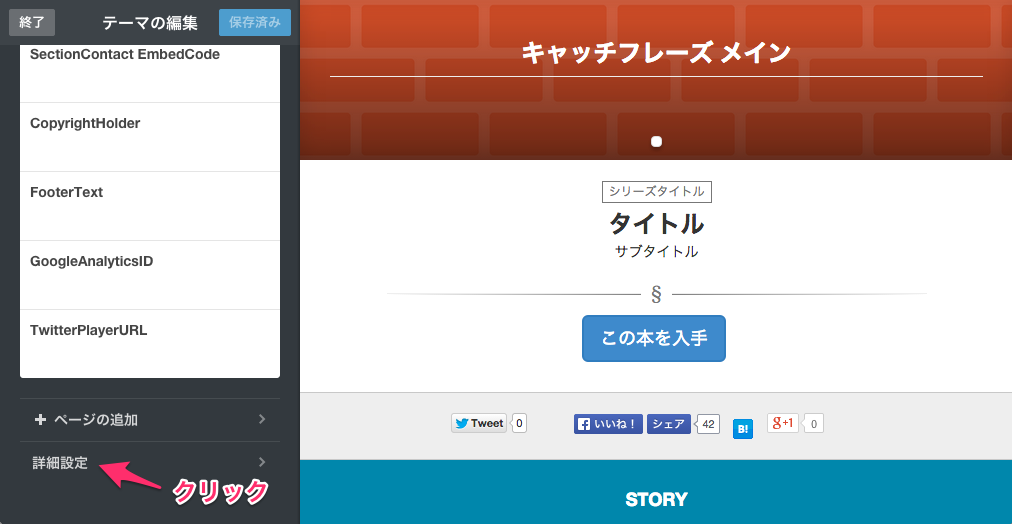 終了
テーマの編集
保存済み
SectionContact EmbedCode
CopyrightHolder
FooterText
GoogleAnalyticsID
TwitterPlayerURL
+ ページの追加
詳細設定
クリック
キャッチフレーズ メイン
シリーズタイトル
タイトル
サブタイトル
§
この本を入手
Tweet 0
いいね! シェア 42
B!
g+1 0
STORY